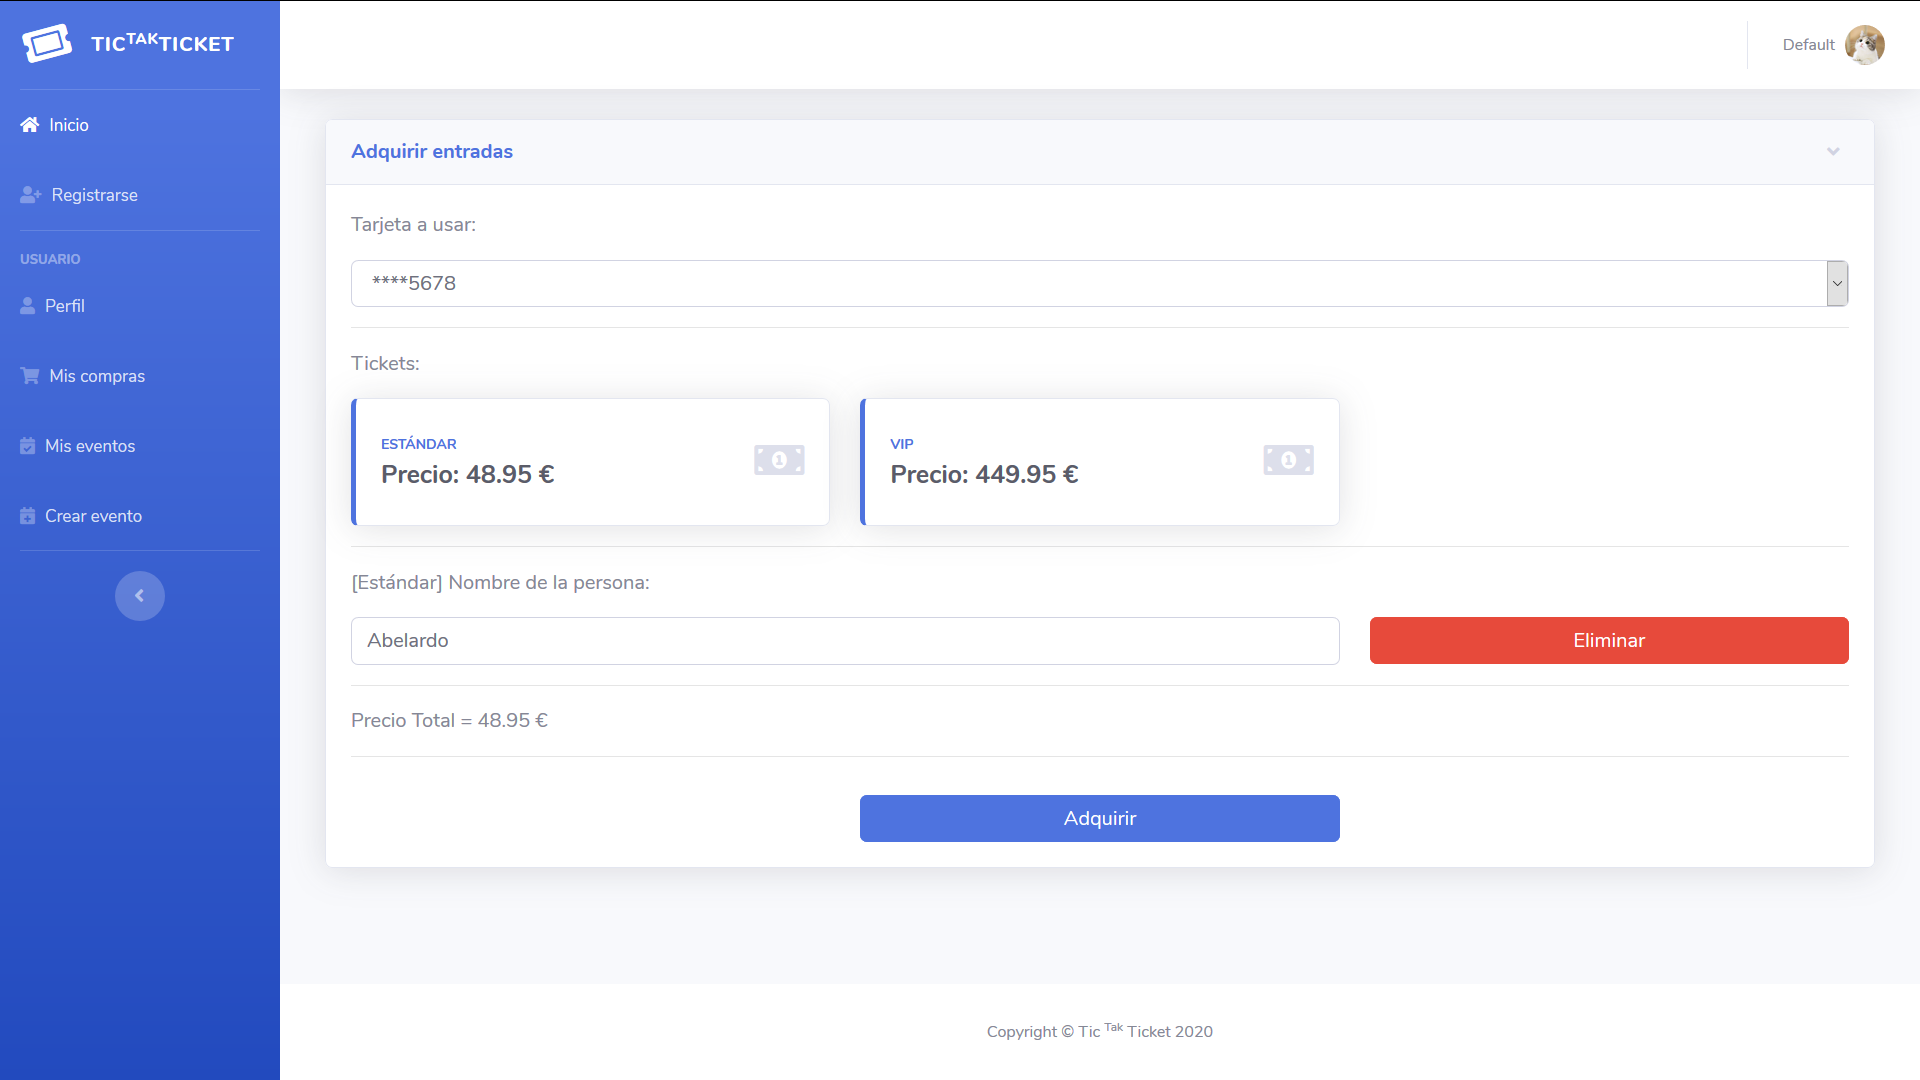 TIC TAK TICKET
Default
Inicio
Registrarse
USUARIO
Perfil
Mis compras
Mis eventos
Crear evento
Adquirir entradas
Tarjeta a usar:
****5678
Tickets:
ESTÁNDAR
Precio: 48.95 €
VIP
Precio: 449.95 €
[Estándar] Nombre de la persona:
Abelardo
Eliminar
Precio Total = 48.95 €
Adquirir
Copyright © Tic Tak Ticket 2020